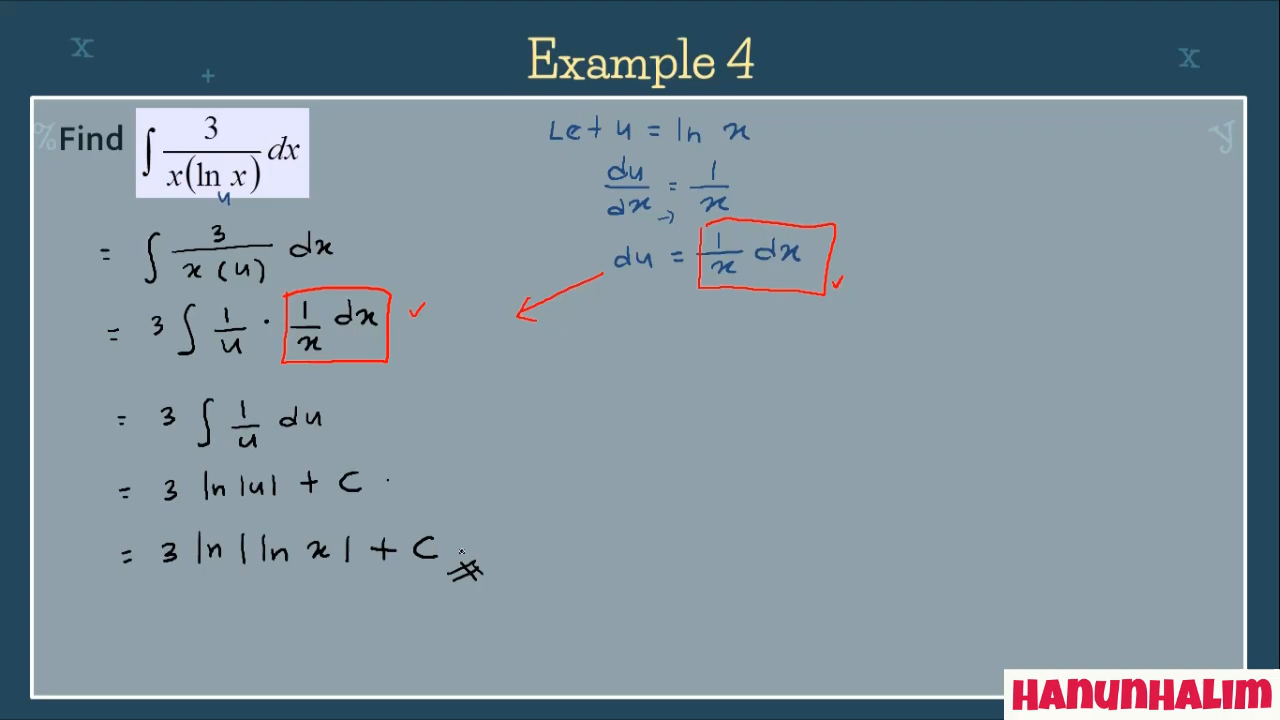 x
+
x
Example 4
%
y
Find ∫ 3/(x(ln x)) dx
u
= ∫ 3/(x(u)) dx
= 3 ∫ 1/u · 1/x dx ✓
= 3 ∫ 1/u du
= 3 ln|u| + C .
= 3 ln|ln x| + C
Let u = ln x
du/dx = 1/x
du = 1/x dx ✓
HANUNHALIM